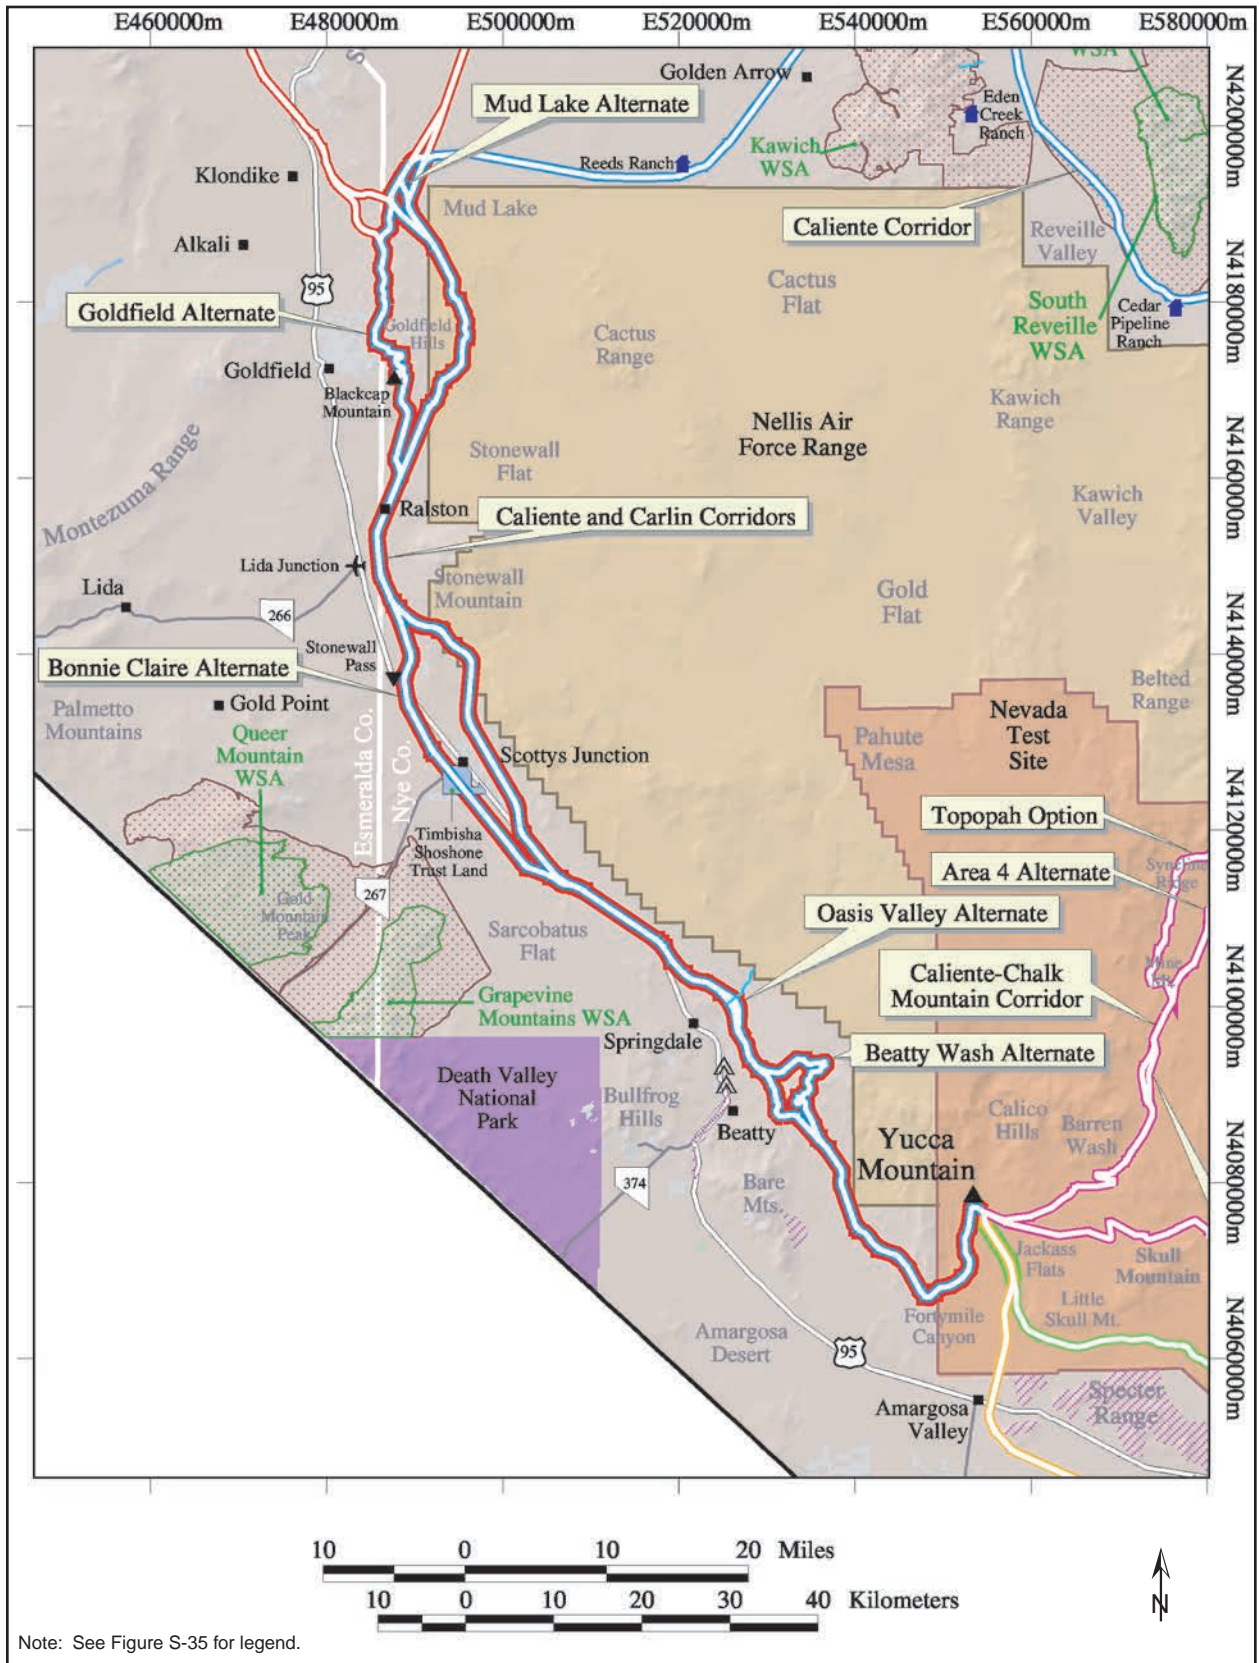 E460000m E480000m E500000m E520000m E540000m E560000m E580000m
N4200000m
N4180000m
N4160000m
N4140000m
N4120000m
N4100000m
N4080000m
N4060000m
S
WSA
Golden Arrow
Mud Lake Alternate
Eden
Creek
Ranch
Kawich
WSA
Reeds Ranch
Klondike
Mud Lake
Caliente Corridor
Reveille
Valley
Alkali
95
Cactus
Flat
South
Reveille
WSA
Cedar
Pipeline
Ranch
Goldfield Alternate
Goldfield
Hills
Cactus
Range
Goldfield
Blackcap
Mountain
Kawich
Range
Nellis Air
Force Range
Montezuma Range
Stonewall
Flat
Kawich
Valley
Ralston
Caliente and Carlin Corridors
Lida Junction
Stonewall
Mountain
Lida
266
Gold
Flat
Stonewall
Pass
Bonnie Claire Alternate
Belted
Range
Palmetto
Mountains
Gold Point
Queer
Mountain
WSA
Esmeralda Co.
Nye Co.
Scottys Junction
Pahute
Mesa
Nevada
Test
Site
Topopah Option
Timbisha
Shoshone
Trust Land
Syncline
Ridge
Area 4 Alternate
267
Gold
Mountain
Peak
Oasis Valley Alternate
Sarcobatus
Flat
Mine
Mt.
Caliente-Chalk
Mountain Corridor
Grapevine
Mountains WSA
Springdale
Beatty Wash Alternate
Death Valley
National
Park
Bullfrog
Hills
Beatty
Calico
Hills
Barren
Wash
Yucca
Mountain
374
Bare
Mts.
Jackass
Flats
Skull
Mountain
Little
Skull Mt.
Fortymile
Canyon
Amargosa
Desert
95
Amargosa
Valley
Specter
Range
10 0 10 20 Miles
10 0 10 20 30 40 Kilometers
N
Note: See Figure S-35 for legend.